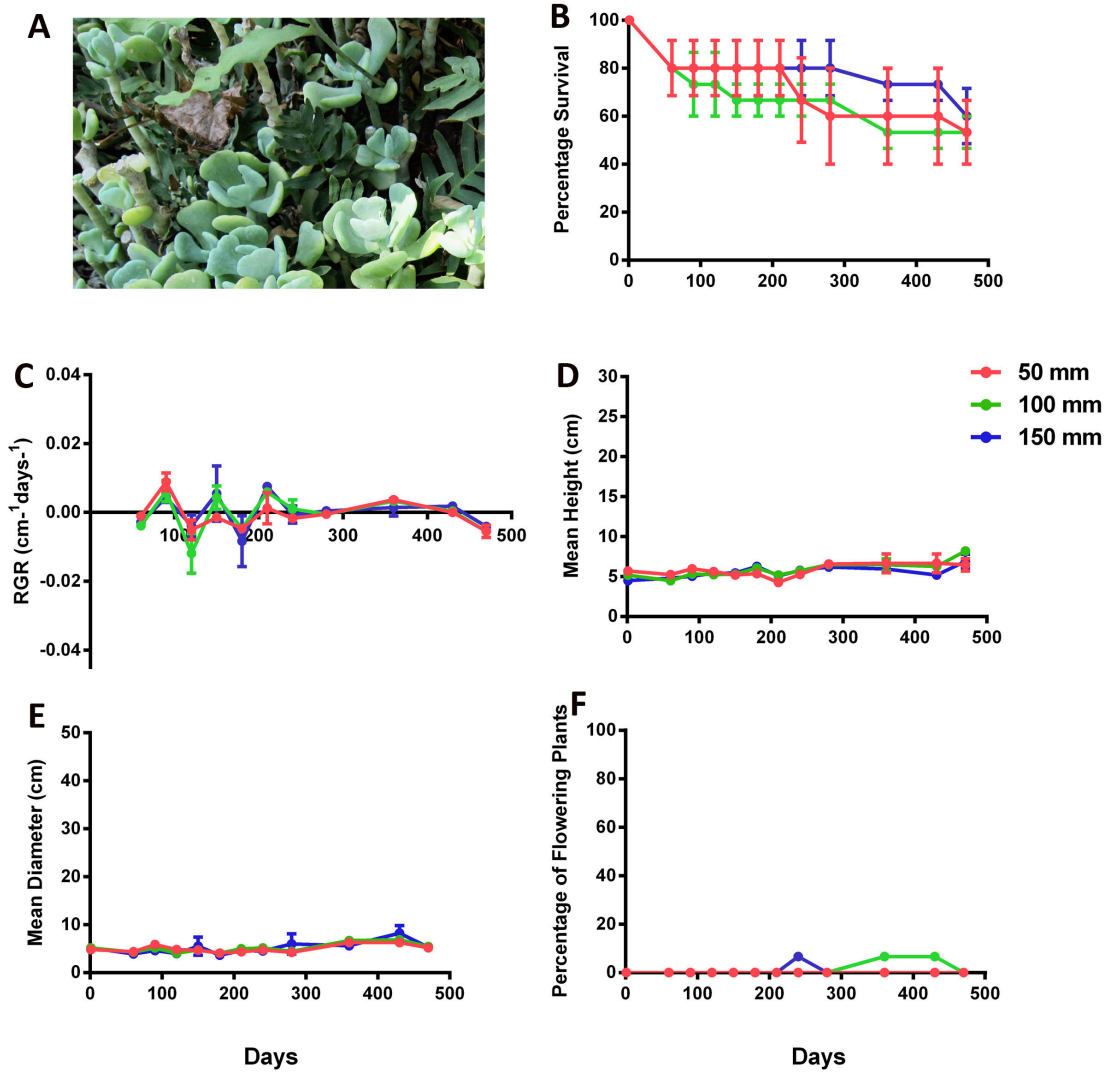 A
B
Percentage Survival
100
80
60
40
20
0
0 100 200 300 400 500
C
RGR (cm-1days-1)
0.04
0.02
0.00
-0.02
-0.04
100 200 300 400 500
D
Mean Height (cm)
30
25
20
15
10
5
0
0 100 200 300 400 500
50 mm
100 mm
150 mm
E
Mean Diameter (cm)
50
40
30
20
10
0
0 100 200 300 400 500
Days
F
Percentage of Flowering Plants
100
80
60
40
20
0
0 100 200 300 400 500
Days